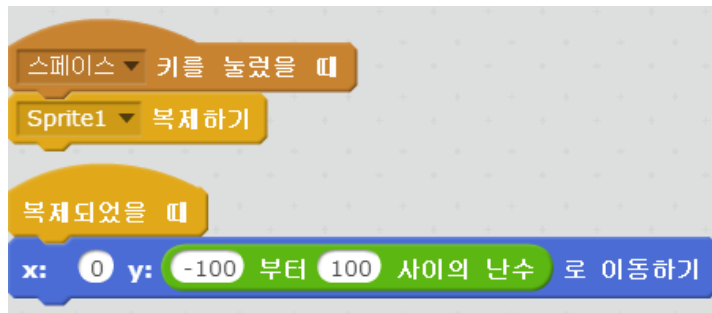 스페이스 키를 눌렀을 때
Sprite1 복제하기
복제되었을 때
x: 0 y: -100 부터 100 사이의 난수 로 이동하기